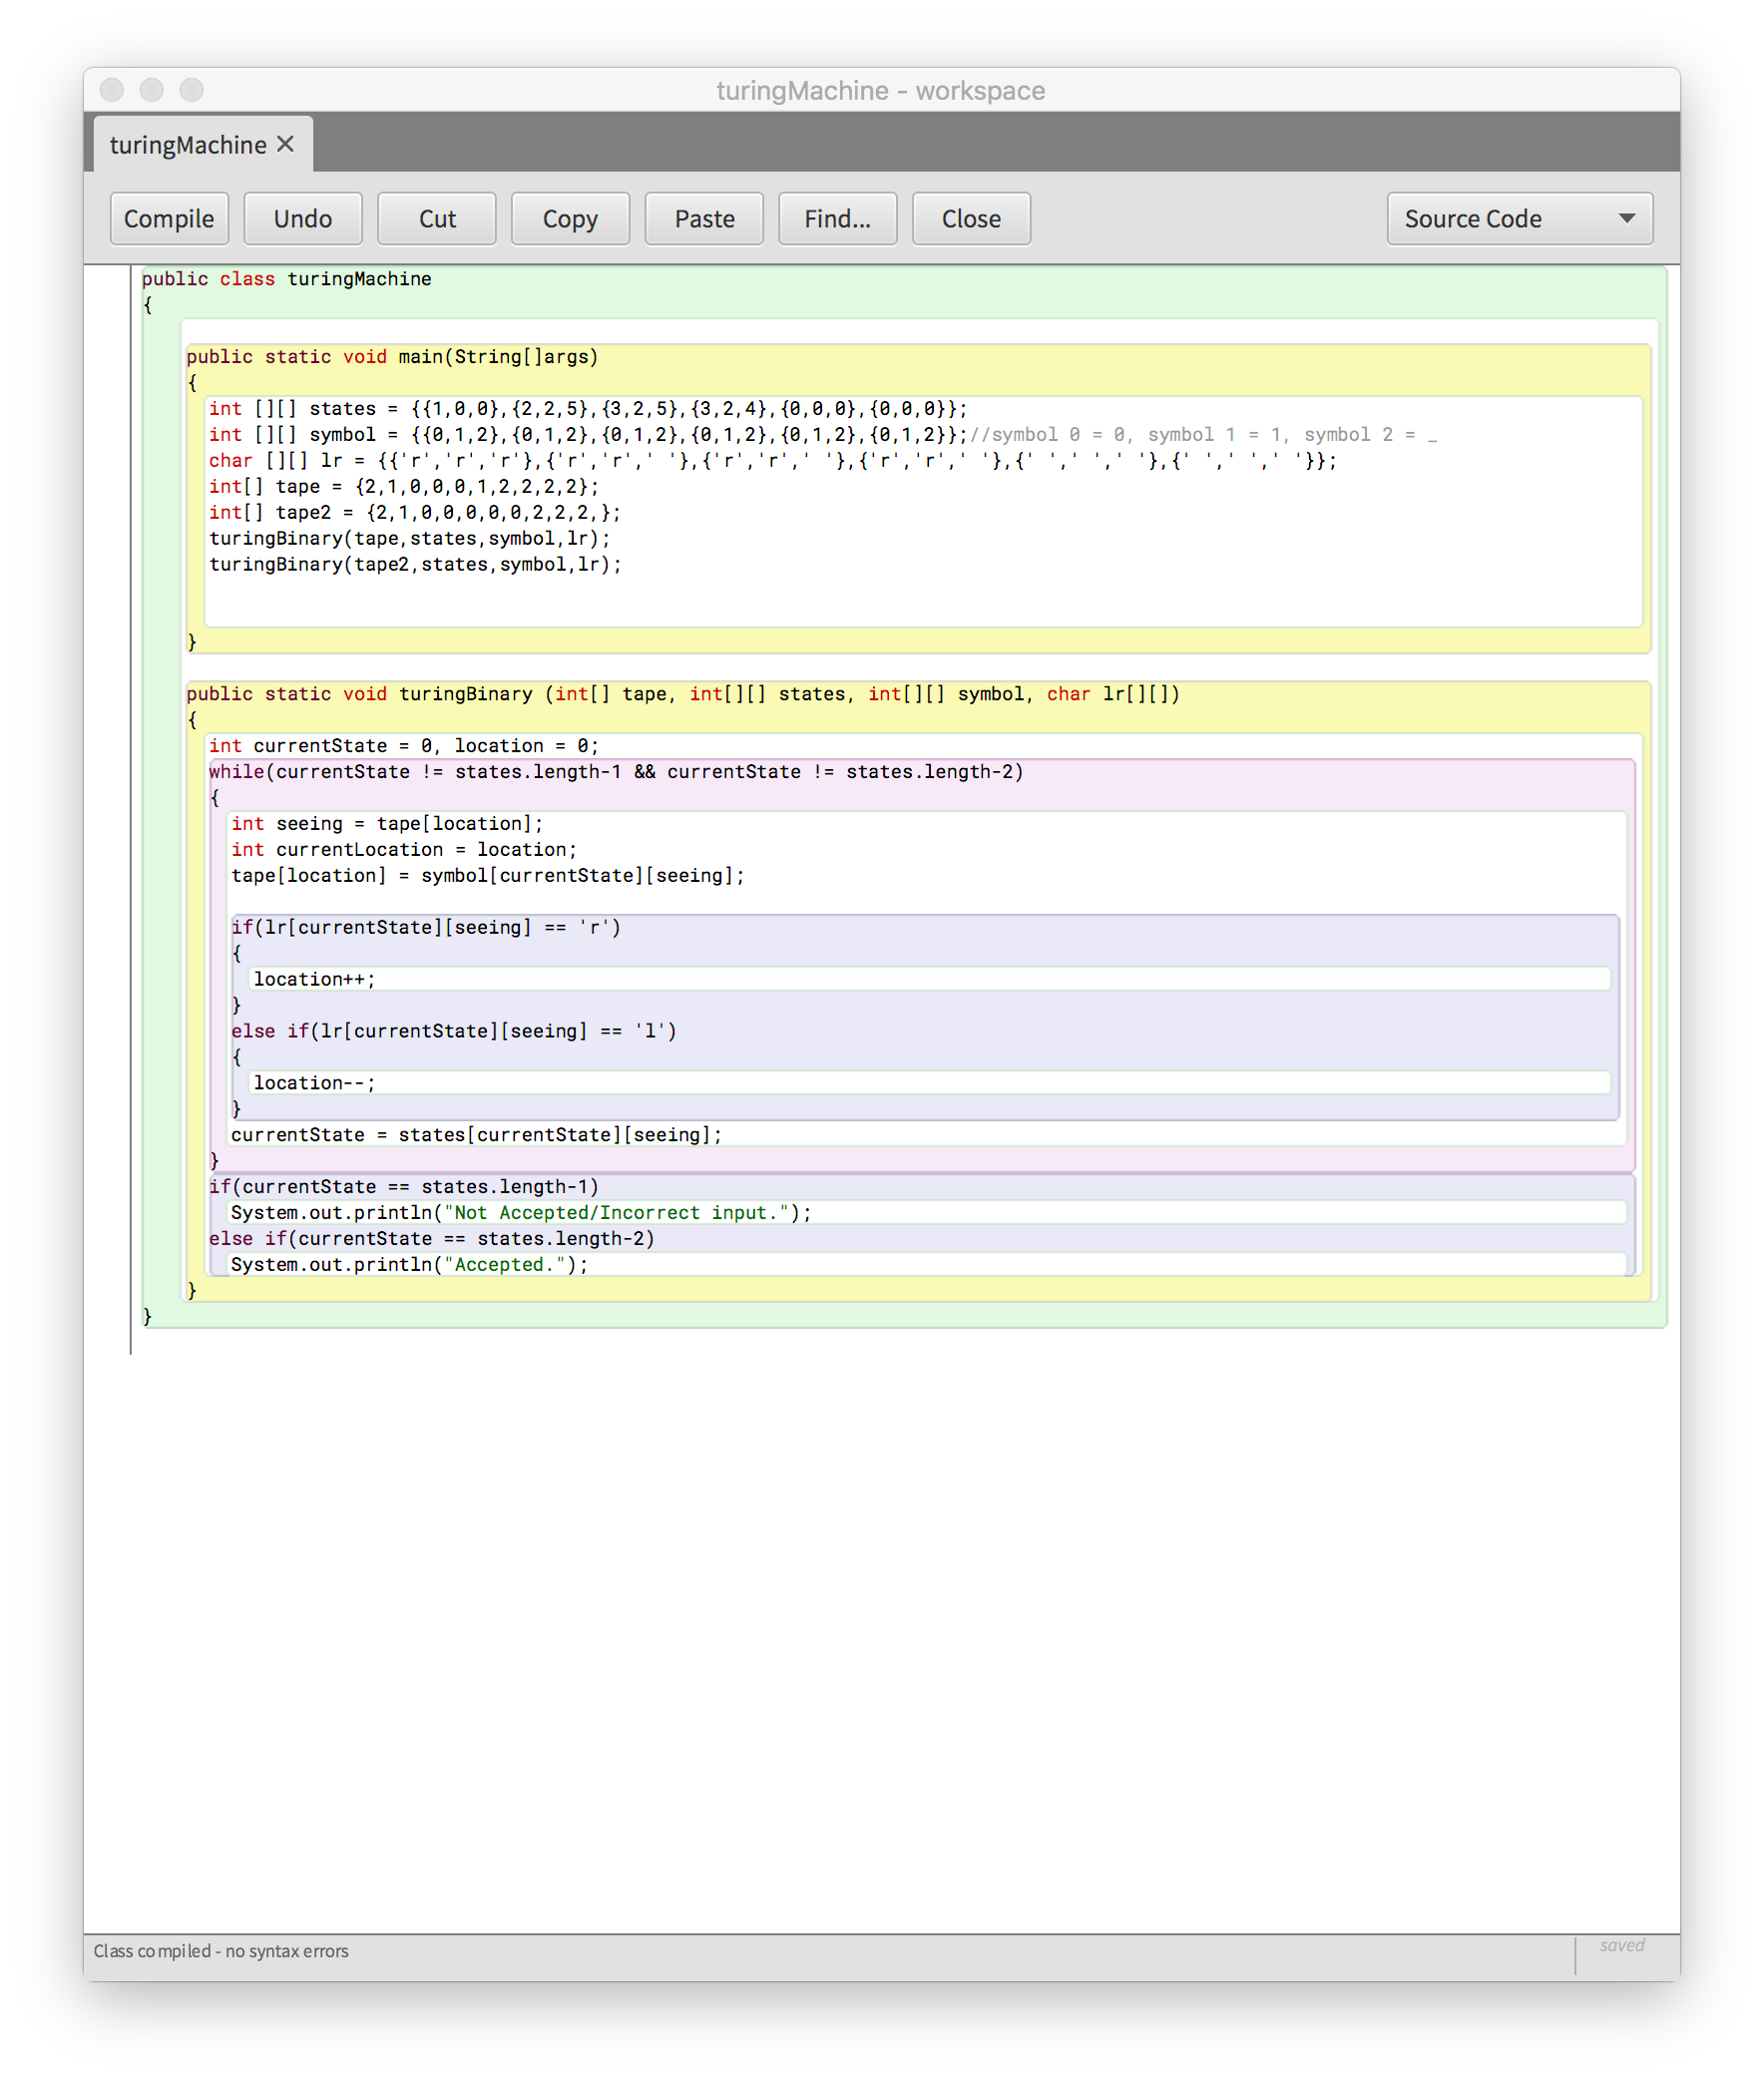 turingMachine - workspace
turingMachine ×
Compile Undo Cut Copy Paste Find... Close Source Code
public class turingMachine
{
public static void main(String[]args)
{
int [][] states = {{1,0,0},{2,2,5},{3,2,5},{3,2,4},{0,0,0},{0,0,0}};
int [][] symbol = {{0,1,2},{0,1,2},{0,1,2},{0,1,2},{0,1,2},{0,1,2}};//symbol 0 = 0, symbol 1 = 1, symbol 2 = _
char [][] lr = {{'r','r','r'},{'r','r',' '},{'r','r',' '},{'r','r',' '},{' ',' ',' '},{' ',' ',' '}};
int[] tape = {2,1,0,0,0,1,2,2,2,2};
int[] tape2 = {2,1,0,0,0,0,0,2,2,2,};
turingBinary(tape,states,symbol,lr);
turingBinary(tape2,states,symbol,lr);
}
public static void turingBinary (int[] tape, int[][] states, int[][] symbol, char lr[][])
{
int currentState = 0, location = 0;
while(currentState != states.length-1 && currentState != states.length-2)
{
int seeing = tape[location];
int currentLocation = location;
tape[location] = symbol[currentState][seeing];
if(lr[currentState][seeing] == 'r')
{
location++;
}
else if(lr[currentState][seeing] == 'l')
{
location--;
}
currentState = states[currentState][seeing];
}
if(currentState == states.length-1)
System.out.println("Not Accepted/Incorrect input.");
else if(currentState == states.length-2)
System.out.println("Accepted.");
}
}
Class compiled - no syntax errors
saved